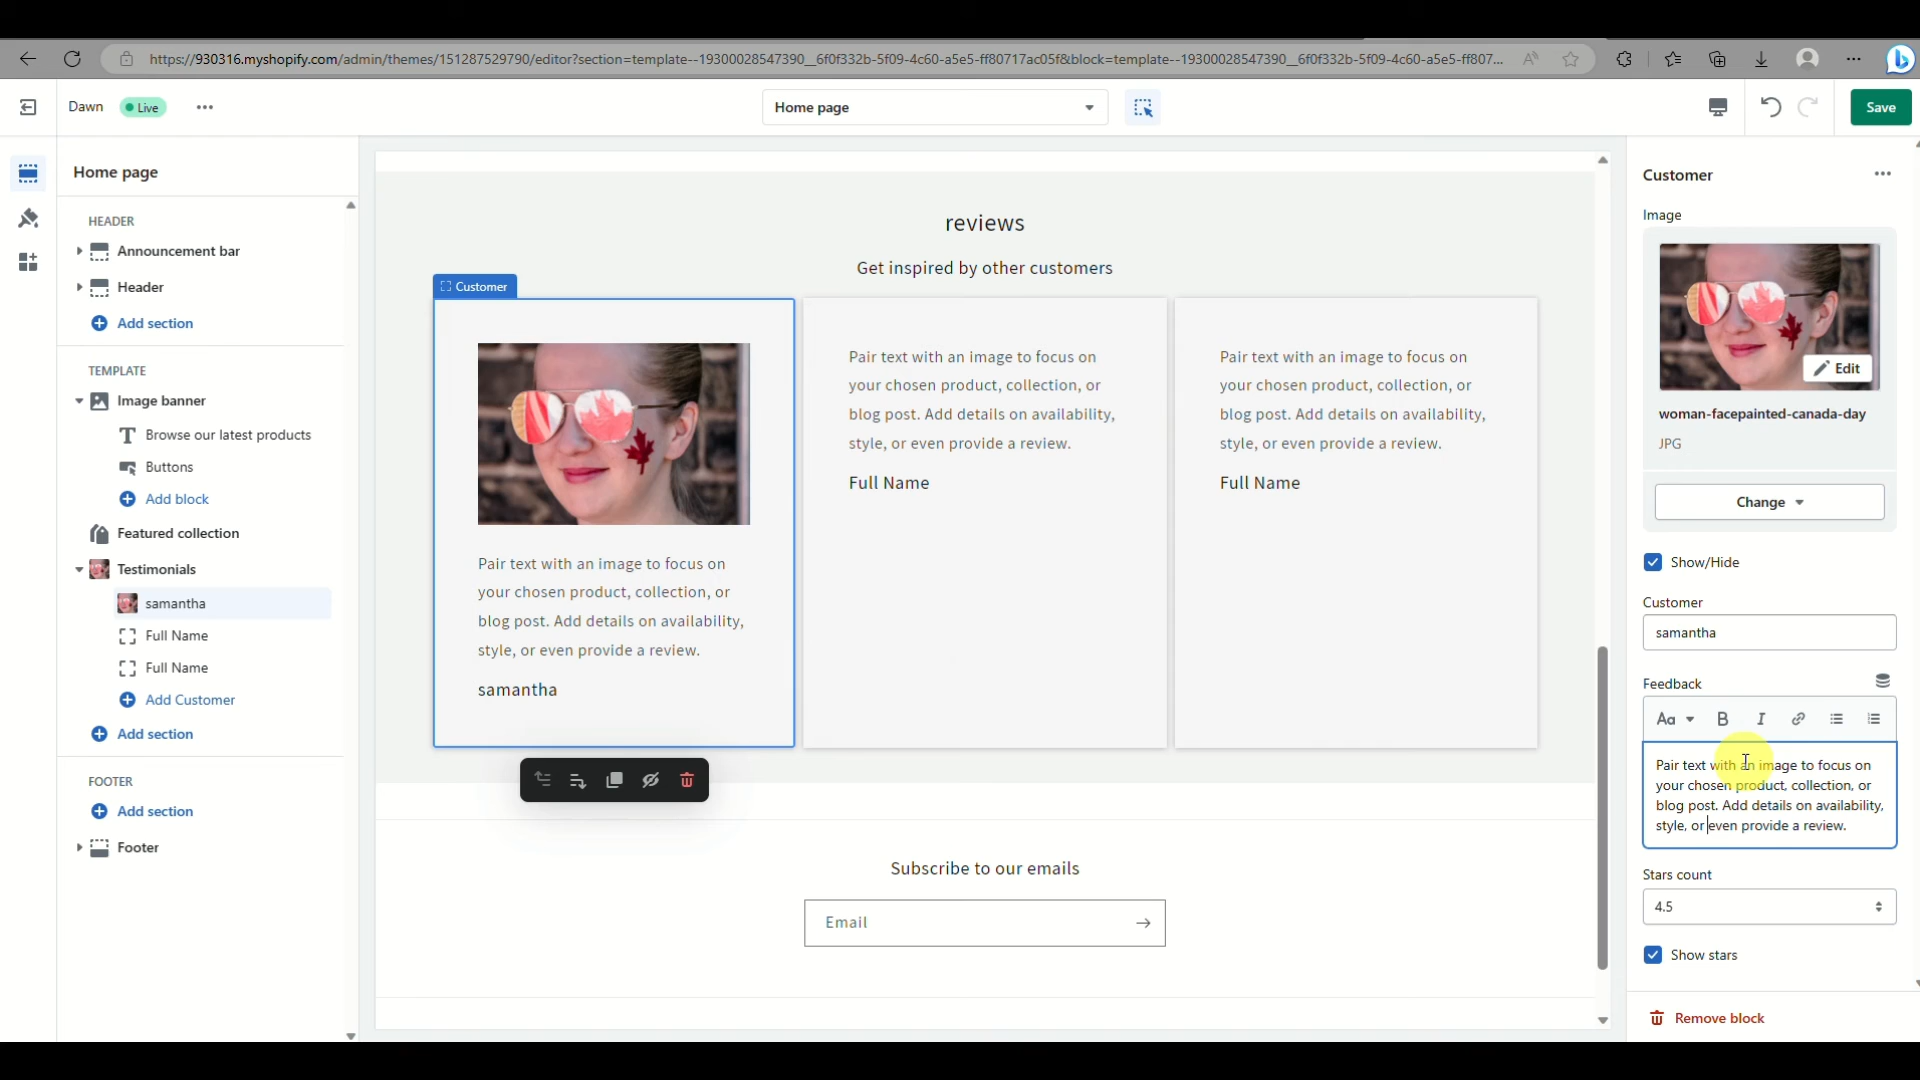 https://930316.myshopify.com/admin/themes/151287529790/editor?section=template--19300028547390__6f0f332b-5f09-4c60-a5e5-ff80717ac05f&block=template--19300028547390__6f0f332b-5f09-4c60-a5e5-ff807...
Dawn
Live
Home page
Save
Home page
HEADER
Announcement bar
Header
Add section
TEMPLATE
Image banner
Browse our latest products
Buttons
Add block
Featured collection
Testimonials
samantha
Full Name
Full Name
Add Customer
Add section
FOOTER
Add section
Footer
reviews
Get inspired by other customers
Customer
Pair text with an image to focus on
your chosen product, collection, or
blog post. Add details on availability,
style, or even provide a review.
samantha
Pair text with an image to focus on
your chosen product, collection, or
blog post. Add details on availability,
style, or even provide a review.
Full Name
Pair text with an image to focus on
your chosen product, collection, or
blog post. Add details on availability,
style, or even provide a review.
Full Name
Subscribe to our emails
Email
Customer
Image
Edit
woman-facepainted-canada-day
JPG
Change
Show/Hide
Customer
samantha
Feedback
Aa B I
Pair text with an image to focus on
your chosen product, collection, or
blog post. Add details on availability,
style, or even provide a review.
Stars count
4.5
Show stars
Remove block